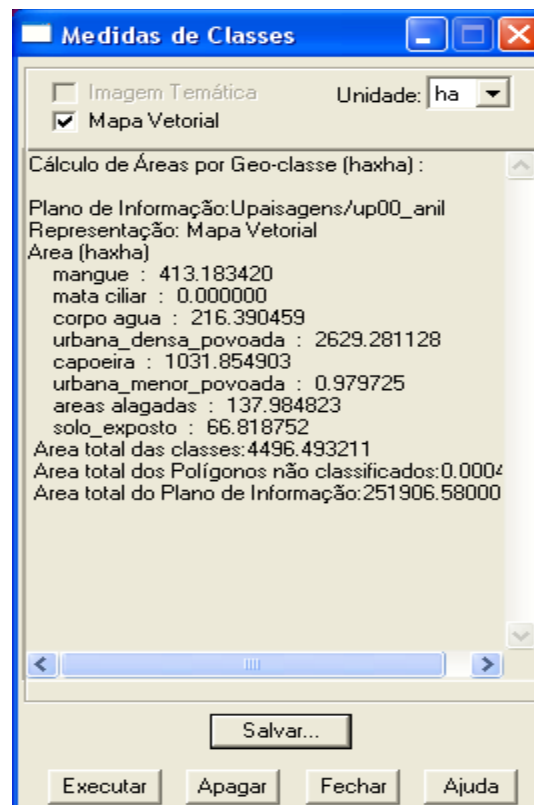 Medidas de Classes
Imagem Temática
Unidade: ha
Mapa Vetorial
Cálculo de Áreas por Geo-classe (haxha) :
Plano de Informação:Upaisagens/up00_anil
Representação: Mapa Vetorial
Area (haxha)
mangue : 413.183420
mata ciliar : 0.000000
corpo agua : 216.390459
urbana_densa_povoada : 2629.281128
capoeira : 1031.854903
urbana_menor_povoada : 0.979725
areas alagadas : 137.984823
solo_exposto : 66.818752
Area total das classes:4496.493211
Area total dos Polígonos não classificados:0.0004
Area total do Plano de Informação:251906.58000
Salvar...
Executar Apagar Fechar Ajuda